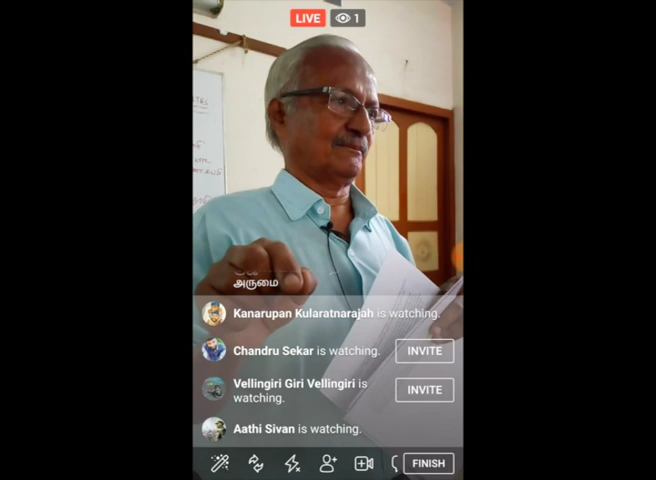 LIVE 1
அருமை
Kanarupan Kularatnarajah is watching.
Chandru Sekar is watching.
INVITE
Vellingiri Giri Vellingiri is
watching.
INVITE
Aathi Sivan is watching.
FINISH